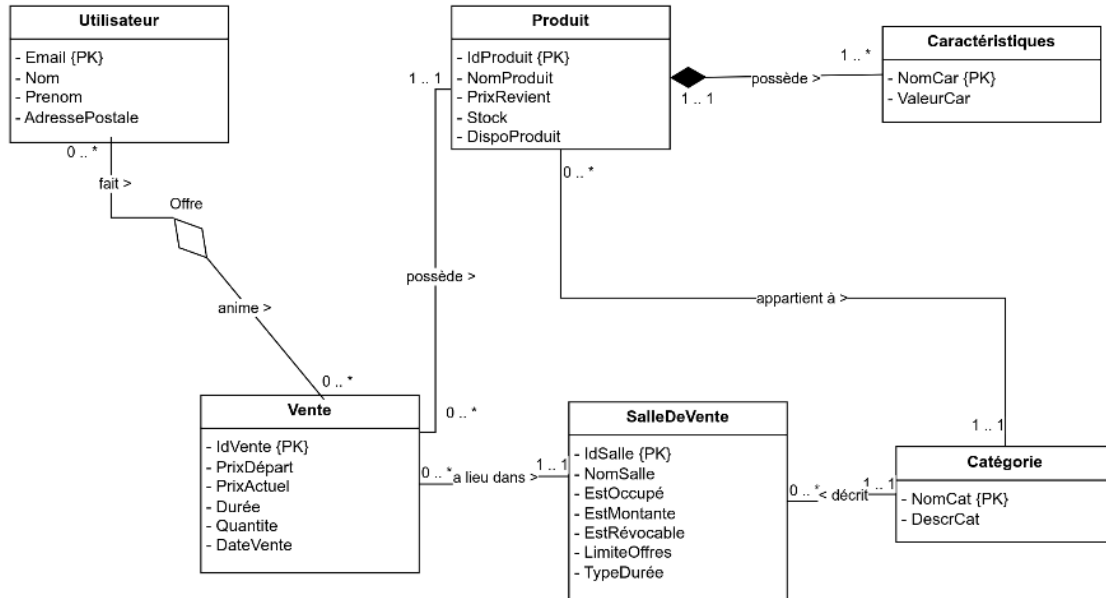 Utilisateur
- Email {PK}
- Nom
- Prenom
- AdressePostale
0 .. *
fait >
Offre
anime >
0 .. *
Produit
- IdProduit {PK}
- NomProduit
- PrixRevient
- Stock
- DispoProduit
1 .. 1
possède >
0 .. *
1 .. 1
possède >
1 .. *
Caractéristiques
- NomCar {PK}
- ValeurCar
0 .. *
appartient à >
1 .. 1
Vente
- IdVente {PK}
- PrixDépart
- PrixActuel
- Durée
- Quantite
- DateVente
0 .. *
a lieu dans >
1 .. 1
SalleDeVente
- IdSalle {PK}
- NomSalle
- EstOccupé
- EstMontante
- EstRévocable
- LimiteOffres
- TypeDurée
0 .. *
< décrit
1 .. 1
Catégorie
- NomCat {PK}
- DescrCat